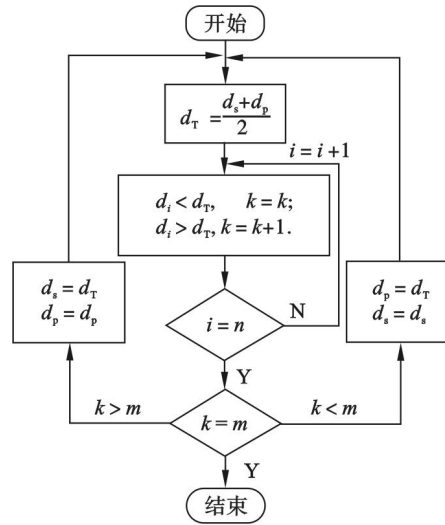 开始
d_T = (d_s+d_p)/2
i = i+1
d_i < d_T, k = k;
d_i > d_T, k = k+1.
d_s = d_T
d_p = d_p
d_p = d_T
d_s = d_s
i = n
N
Y
k > m
k = m
k < m
Y
结束